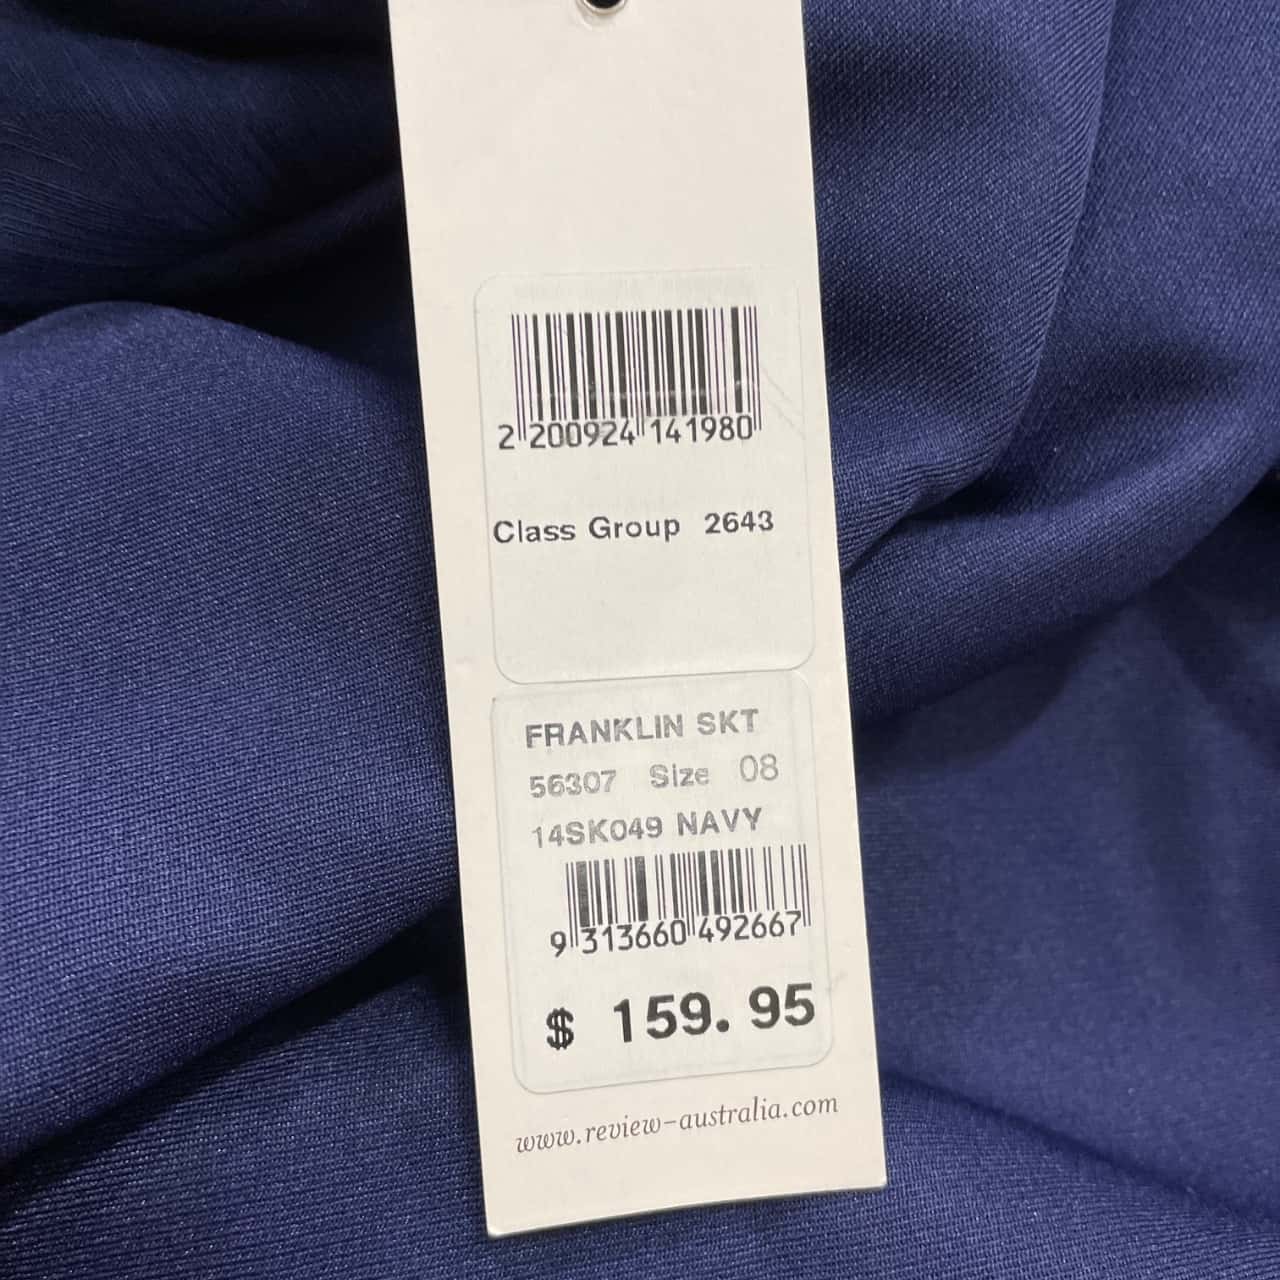 2 200924 141980
Class Group 2643
FRANKLIN SKT
56307 Size 08
14SK049 NAVY
9 313660 492667
$ 159.95
www.review-australia.com